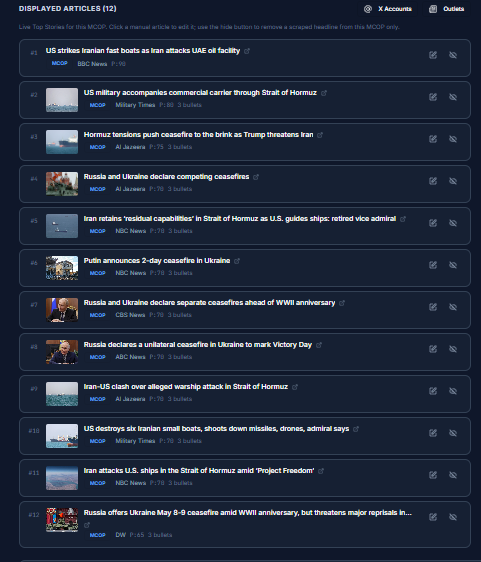 DISPLAYED ARTICLES (12)
X Accounts
Outlets
Live Top Stories for this MCOP. Click a manual article to edit it; use the hide button to remove a scraped headline from this MCOP only.
#1
US strikes Iranian fast boats as Iran attacks UAE oil facility
MCOP BBC News P:90
#2
US military accompanies commercial carrier through Strait of Hormuz
MCOP Military Times P:80 3 bullets
#3
Hormuz tensions push ceasefire to the brink as Trump threatens Iran
MCOP Al Jazeera P:75 3 bullets
#4
Russia and Ukraine declare competing ceasefires
MCOP Al Jazeera P:70 3 bullets
#5
Iran retains 'residual capabilities' in Strait of Hormuz as U.S. guides ships: retired vice admiral
MCOP NBC News P:70 3 bullets
#6
Putin announces 2-day ceasefire in Ukraine
MCOP NBC News P:70 3 bullets
#7
Russia and Ukraine declare separate ceasefires ahead of WWII anniversary
MCOP CBS News P:70 3 bullets
#8
Russia declares a unilateral ceasefire in Ukraine to mark Victory Day
MCOP ABC News P:70 3 bullets
#9
Iran-US clash over alleged warship attack in Strait of Hormuz
MCOP Al Jazeera P:70 3 bullets
#10
US destroys six Iranian small boats, shoots down missiles, drones, admiral says
MCOP Military Times P:70 3 bullets
#11
Iran attacks U.S. ships in the Strait of Hormuz amid 'Project Freedom'
MCOP NBC News P:70 3 bullets
#12
Russia offers Ukraine May 8-9 ceasefire amid WWII anniversary, but threatens major reprisals in...
MCOP DW P:65 3 bullets